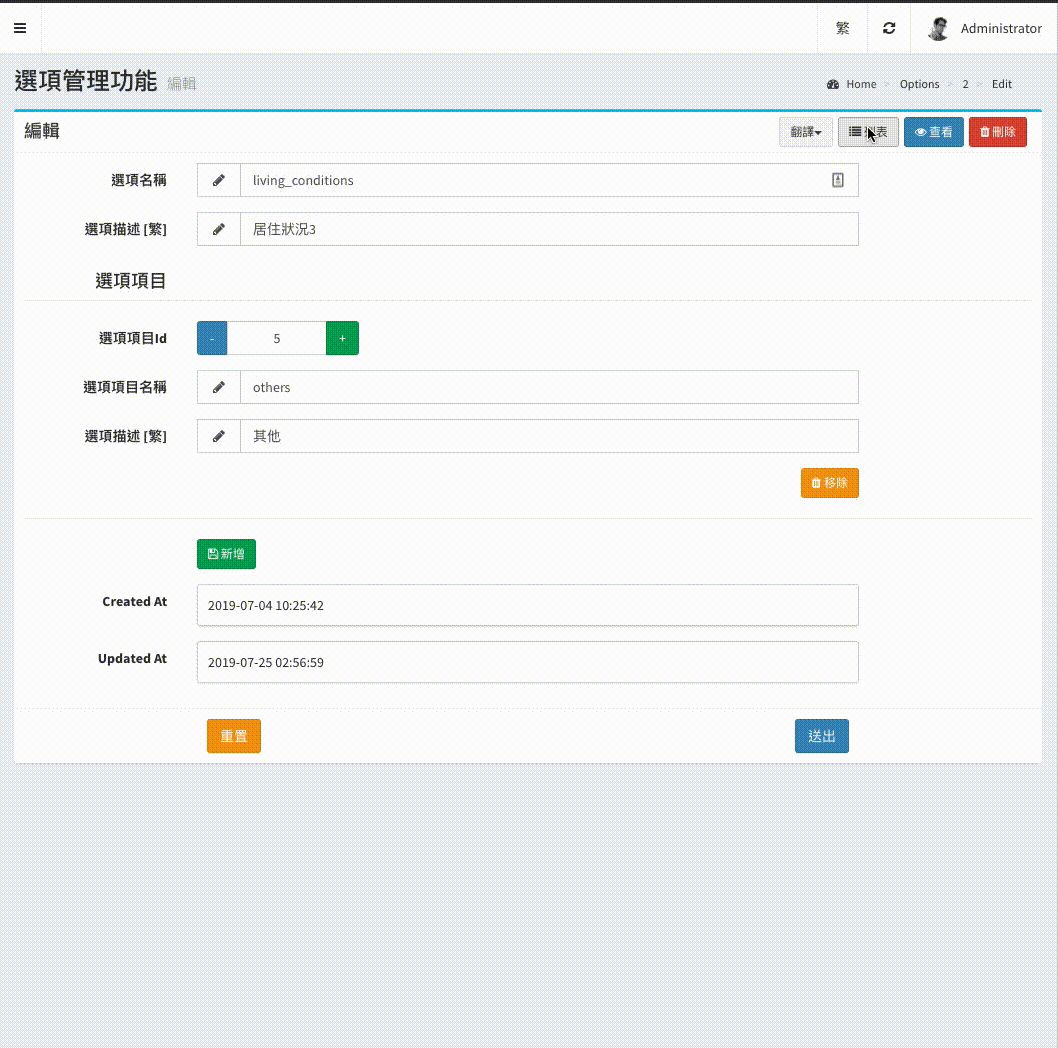 繁 Administrator
選項管理功能 編輯
Home > Options > 2 > Edit
編輯
翻譯 表 查看 刪除
選項名稱 living_conditions
選項描述 [繁] 居住狀況3
選項項目
選項項目Id - 5 +
選項項目名稱 others
選項描述 [繁] 其他
移除
新增
Created At 2019-07-04 10:25:42
Updated At 2019-07-25 02:56:59
重置 送出